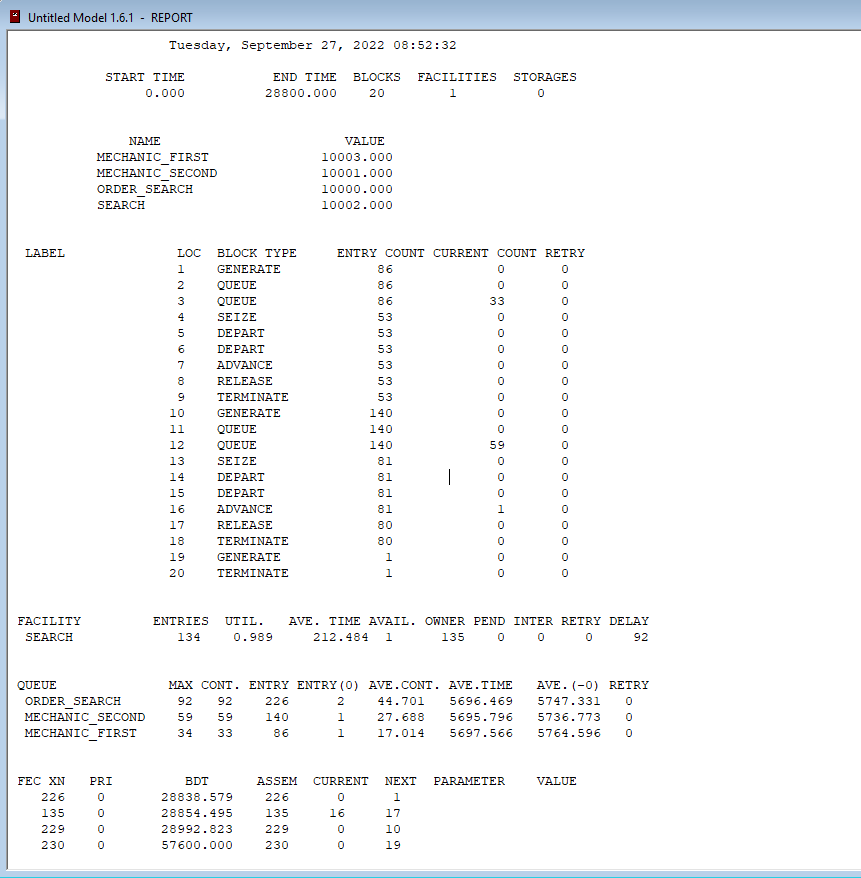 Untitled Model 1.6.1 - REPORT
Tuesday, September 27, 2022 08:52:32
START TIME END TIME BLOCKS FACILITIES STORAGES
0.000 28800.000 20 1 0
NAME VALUE
MECHANIC_FIRST 10003.000
MECHANIC_SECOND 10001.000
ORDER_SEARCH 10000.000
SEARCH 10002.000
LABEL LOC BLOCK TYPE ENTRY COUNT CURRENT COUNT RETRY
1 GENERATE 86 0 0
2 QUEUE 86 0 0
3 QUEUE 86 33 0
4 SEIZE 53 0 0
5 DEPART 53 0 0
6 DEPART 53 0 0
7 ADVANCE 53 0 0
8 RELEASE 53 0 0
9 TERMINATE 53 0 0
10 GENERATE 140 0 0
11 QUEUE 140 0 0
12 QUEUE 140 59 0
13 SEIZE 81 0 0
14 DEPART 81 0 0
15 DEPART 81 0 0
16 ADVANCE 81 1 0
17 RELEASE 80 0 0
18 TERMINATE 80 0 0
19 GENERATE 1 0 0
20 TERMINATE 1 0 0
FACILITY ENTRIES UTIL. AVE. TIME AVAIL. OWNER PEND INTER RETRY DELAY
SEARCH 134 0.989 212.484 1 135 0 0 0 92
QUEUE MAX CONT. ENTRY ENTRY(0) AVE.CONT. AVE.TIME AVE.(-0) RETRY
ORDER_SEARCH 92 92 226 2 44.701 5696.469 5747.331 0
MECHANIC_SECOND 59 59 140 1 27.688 5695.796 5736.773 0
MECHANIC_FIRST 34 33 86 1 17.014 5697.566 5764.596 0
FEC XN PRI BDT ASSEM CURRENT NEXT PARAMETER VALUE
226 0 28838.579 226 0 1
135 0 28854.495 135 16 17
229 0 28992.823 229 0 10
230 0 57600.000 230 0 19